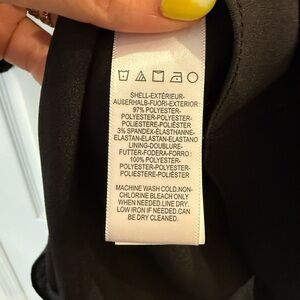 SHELL-EXTÉRIEUR-
AUßERHALB-FUORI-EXTERIOR:
97% POLYESTER-
POLYESTER-POLYESTER-
POLIESTERE-POLIÉSTER
3% SPANDEX-ÉLASTHANNE-
ELASTAN-ELASTAN-ELASTANO
LINING-DOUBLURE-
FUTTER-FODERA-FORRO:
100% POLYESTER-
POLYESTER-POLYESTER-
POLIESTERE-POLIÉSTER
MACHINE WASH COLD.NON-
CHLORINE BLEACH ONLY
WHEN NEEDED.LINE DRY.
LOW IRON IF NEEDED.CAN
BE DRY CLEANED.